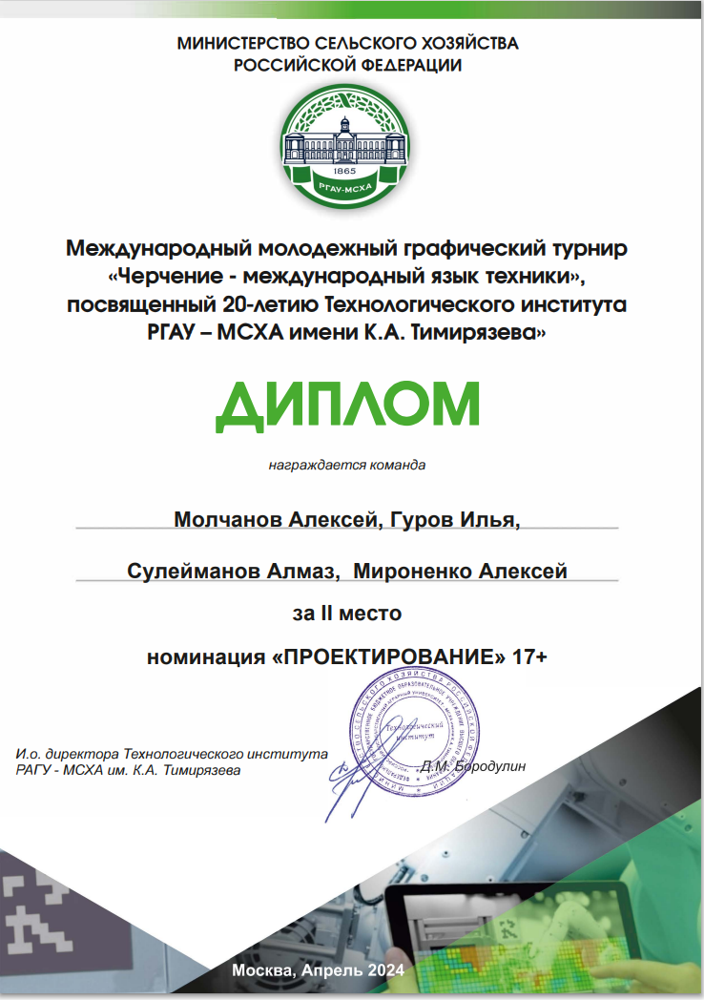 МИНИСТЕРСТВО СЕЛЬСКОГО ХОЗЯЙСТВА
РОССИЙСКОЙ ФЕДЕРАЦИИ
1865
РГАУ-МСХА
Международный молодежный графический турнир
«Черчение - международный язык техники»,
посвященный 20-летию Технологического института
РГАУ – МСХА имени К.А. Тимирязева»
ДИПЛОМ
награждается команда
Молчанов Алексей, Гуров Илья,
Сулейманов Алмаз, Мироненко Алексей
за II место
номинация «ПРОЕКТИРОВАНИЕ» 17+
Технологический
институт
И.о. директора Технологического института
РАГУ - МСХА им. К.А. Тимирязева
Д.М. Бородулин
Москва, Апрель 2024